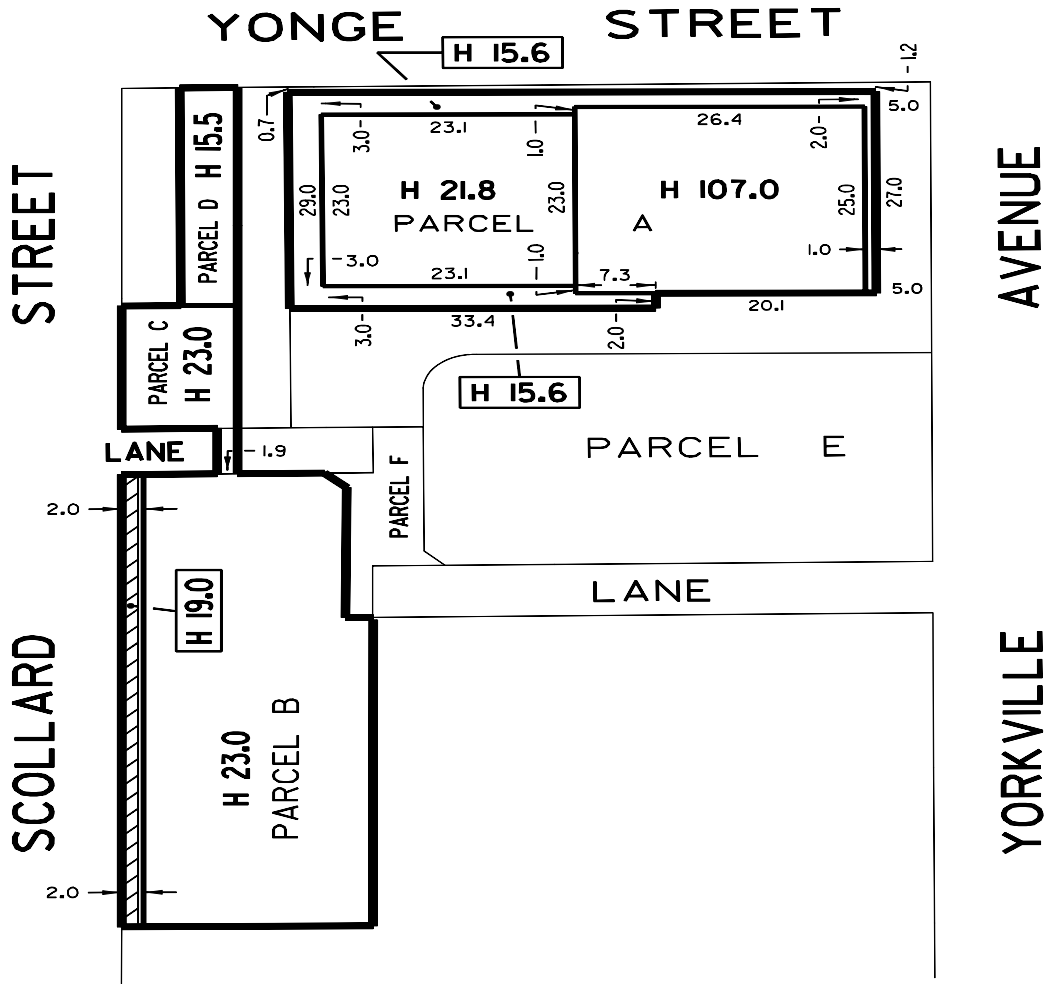 YONGE STREET
H 15.6
1.2
0.7
5.0
3.0
23.1
1.0
26.4
2.0
STREET
PARCEL D H 15.5
29.0
23.0
H 21.8
PARCEL A
23.0
H 107.0
25.0
27.0
AVENUE
3.0
1.0
1.0
23.1
7.3
5.0
3.0
33.4
2.0
20.1
PARCEL C
H 23.0
H 15.6
LANE
1.9
PARCEL F
PARCEL E
2.0
H 19.0
LANE
SCOLLARD
H 23.0
PARCEL B
YORKVILLE
2.0